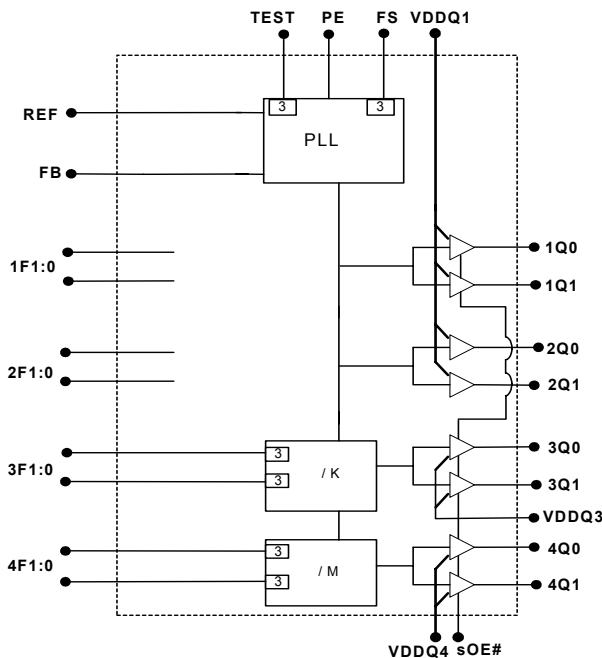 TEST PE FS VDDQ1
3 3
REF
PLL
FB
1Q0
1F1:0
1Q1
2Q0
2F1:0
2Q1
3Q0
3
3F1:0
/ K
3
3Q1
VDDQ3
4Q0
3
4F1:0
/ M
3
4Q1
VDDQ4 sOE#